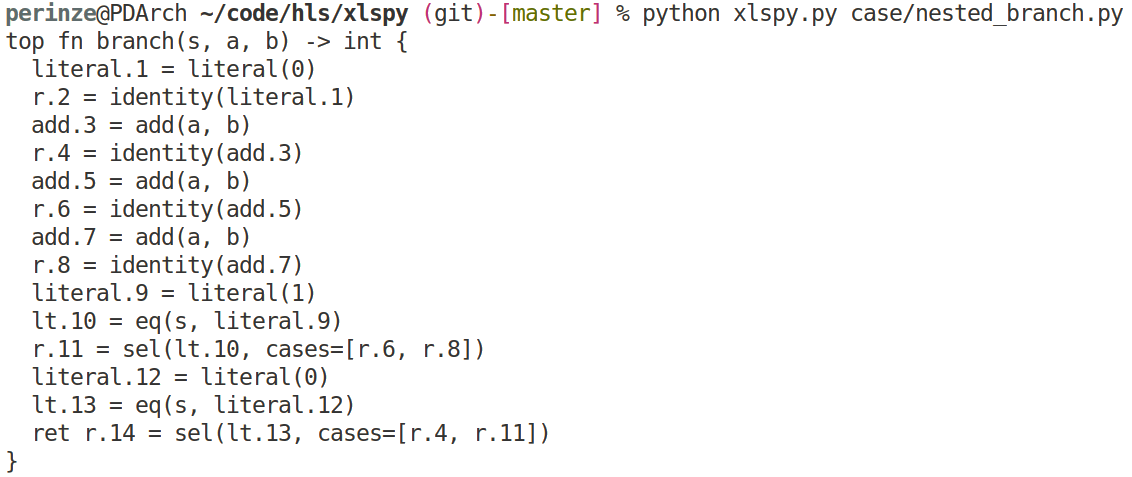 perinze@PDArch ~/code/hls/xlspy (git)-[master] % python xlspy.py case/nested_branch.py
top fn branch(s, a, b) -> int {
  literal.1 = literal(0)
  r.2 = identity(literal.1)
  add.3 = add(a, b)
  r.4 = identity(add.3)
  add.5 = add(a, b)
  r.6 = identity(add.5)
  add.7 = add(a, b)
  r.8 = identity(add.7)
  literal.9 = literal(1)
  lt.10 = eq(s, literal.9)
  r.11 = sel(lt.10, cases=[r.6, r.8])
  literal.12 = literal(0)
  lt.13 = eq(s, literal.12)
  ret r.14 = sel(lt.13, cases=[r.4, r.11])
}